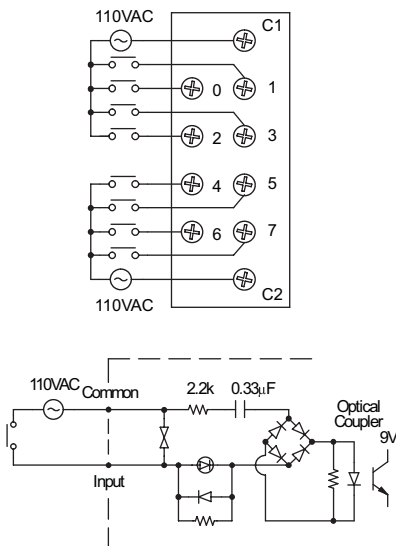 110VAC
C1
0 1
2 3
4 5
6 7
C2
110VAC
110VAC
Common
2.2k 0.33µF
Optical
Coupler
9V
Input